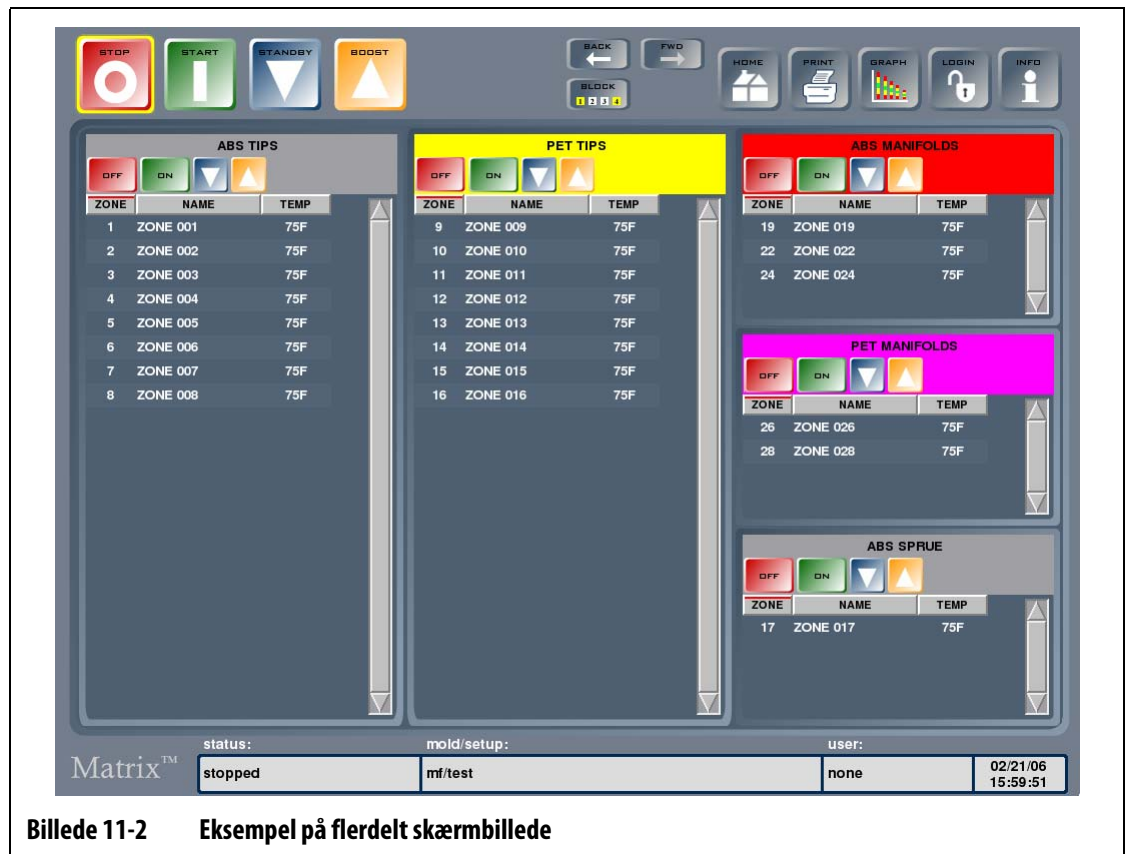 STOP START STANDBY BOOST BACK FWD
HOME PRINT GRAPH LOGIN INFO
BLOCK
1 2 3 4
ABS TIPS
OFF ON
ZONE NAME TEMP
1 ZONE 001 75F
2 ZONE 002 75F
3 ZONE 003 75F
4 ZONE 004 75F
5 ZONE 005 75F
6 ZONE 006 75F
7 ZONE 007 75F
8 ZONE 008 75F
PET TIPS
OFF ON
ZONE NAME TEMP
9 ZONE 009 75F
10 ZONE 010 75F
11 ZONE 011 75F
12 ZONE 012 75F
13 ZONE 013 75F
14 ZONE 014 75F
15 ZONE 015 75F
16 ZONE 016 75F
ABS MANIFOLDS
OFF ON
ZONE NAME TEMP
19 ZONE 019 75F
22 ZONE 022 75F
24 ZONE 024 75F
PET MANIFOLDS
OFF ON
ZONE NAME TEMP
26 ZONE 026 75F
28 ZONE 028 75F
ABS SPRUE
OFF ON
ZONE NAME TEMP
17 ZONE 017 75F
Matrix™
status:
stopped
mold/setup:
mf/test
user:
none
02/21/06
15:59:51
Billede 11-2 Eksempel på flerdelt skærmbillede